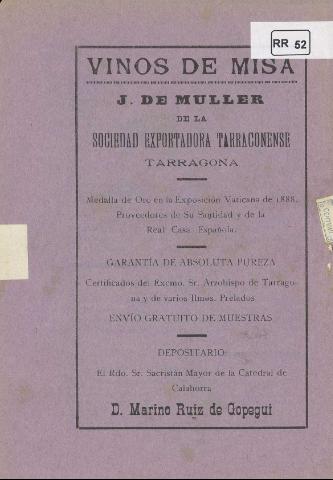 RR 52
VINOS DE MISA
J. DE MULLER
DE LA
SOCIEDAD EXPORTADORA TARRACONENSE
TARRAGONA
Medalla de Oro en la Exposición Vaticana de 1888.
Proveedores de Su Santidad y de la
Real Casa Española.
GARANTÍA DE ABSOLUTA PUREZA
Certificados del Excmo. Sr. Arzobispo de Tarrago-
na y de varios Ilmos. Prelados
ENVÍO GRATUITO DE MUESTRAS
DEPOSITARIO:
El Rdo. Sr. Sacristán Mayor de la Catedral de
Calahorra
D. Marino Ruiz de Gopegui